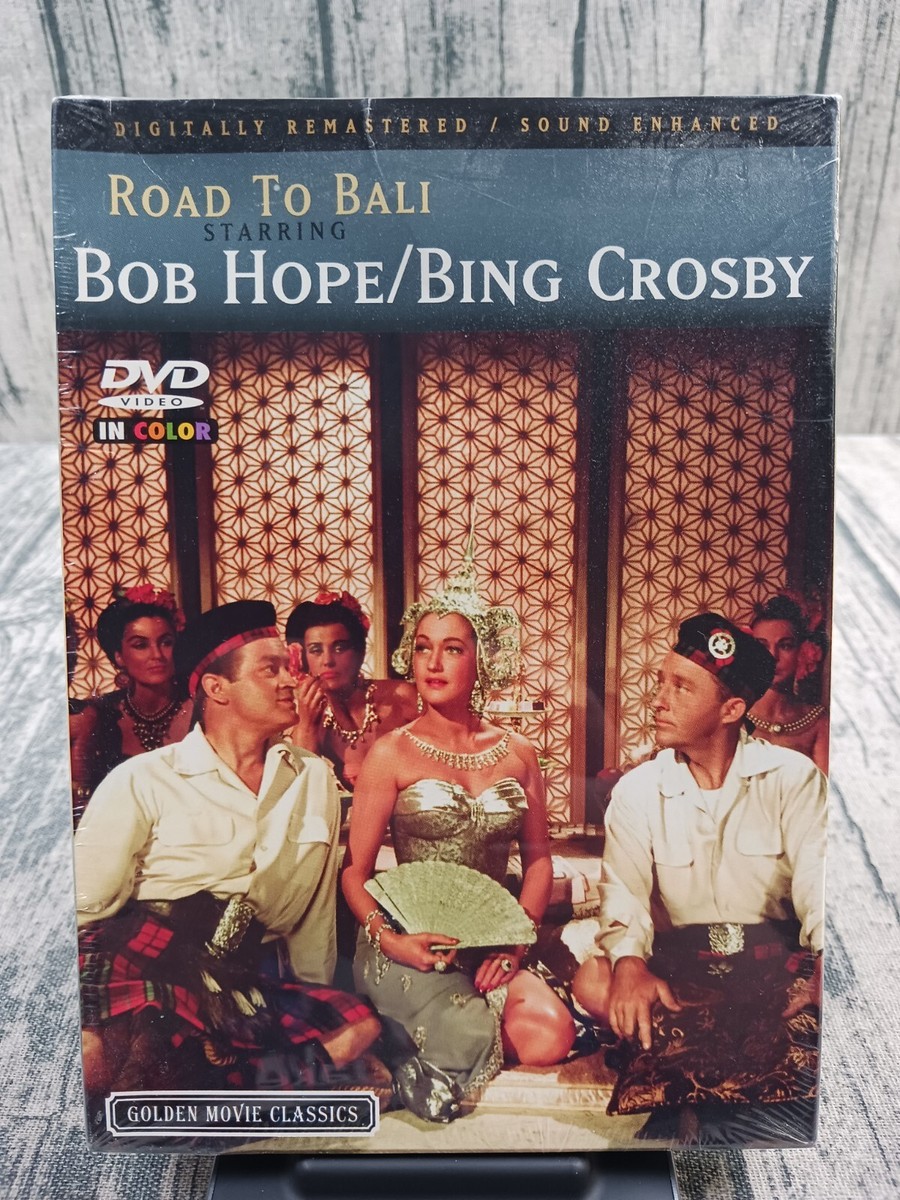 DIGITALLY REMASTERED / SOUND ENHANCED
ROAD TO BALI
STARRING
BOB HOPE/BING CROSBY
DVD
VIDEO
IN COLOR
GOLDEN MOVIE CLASSICS